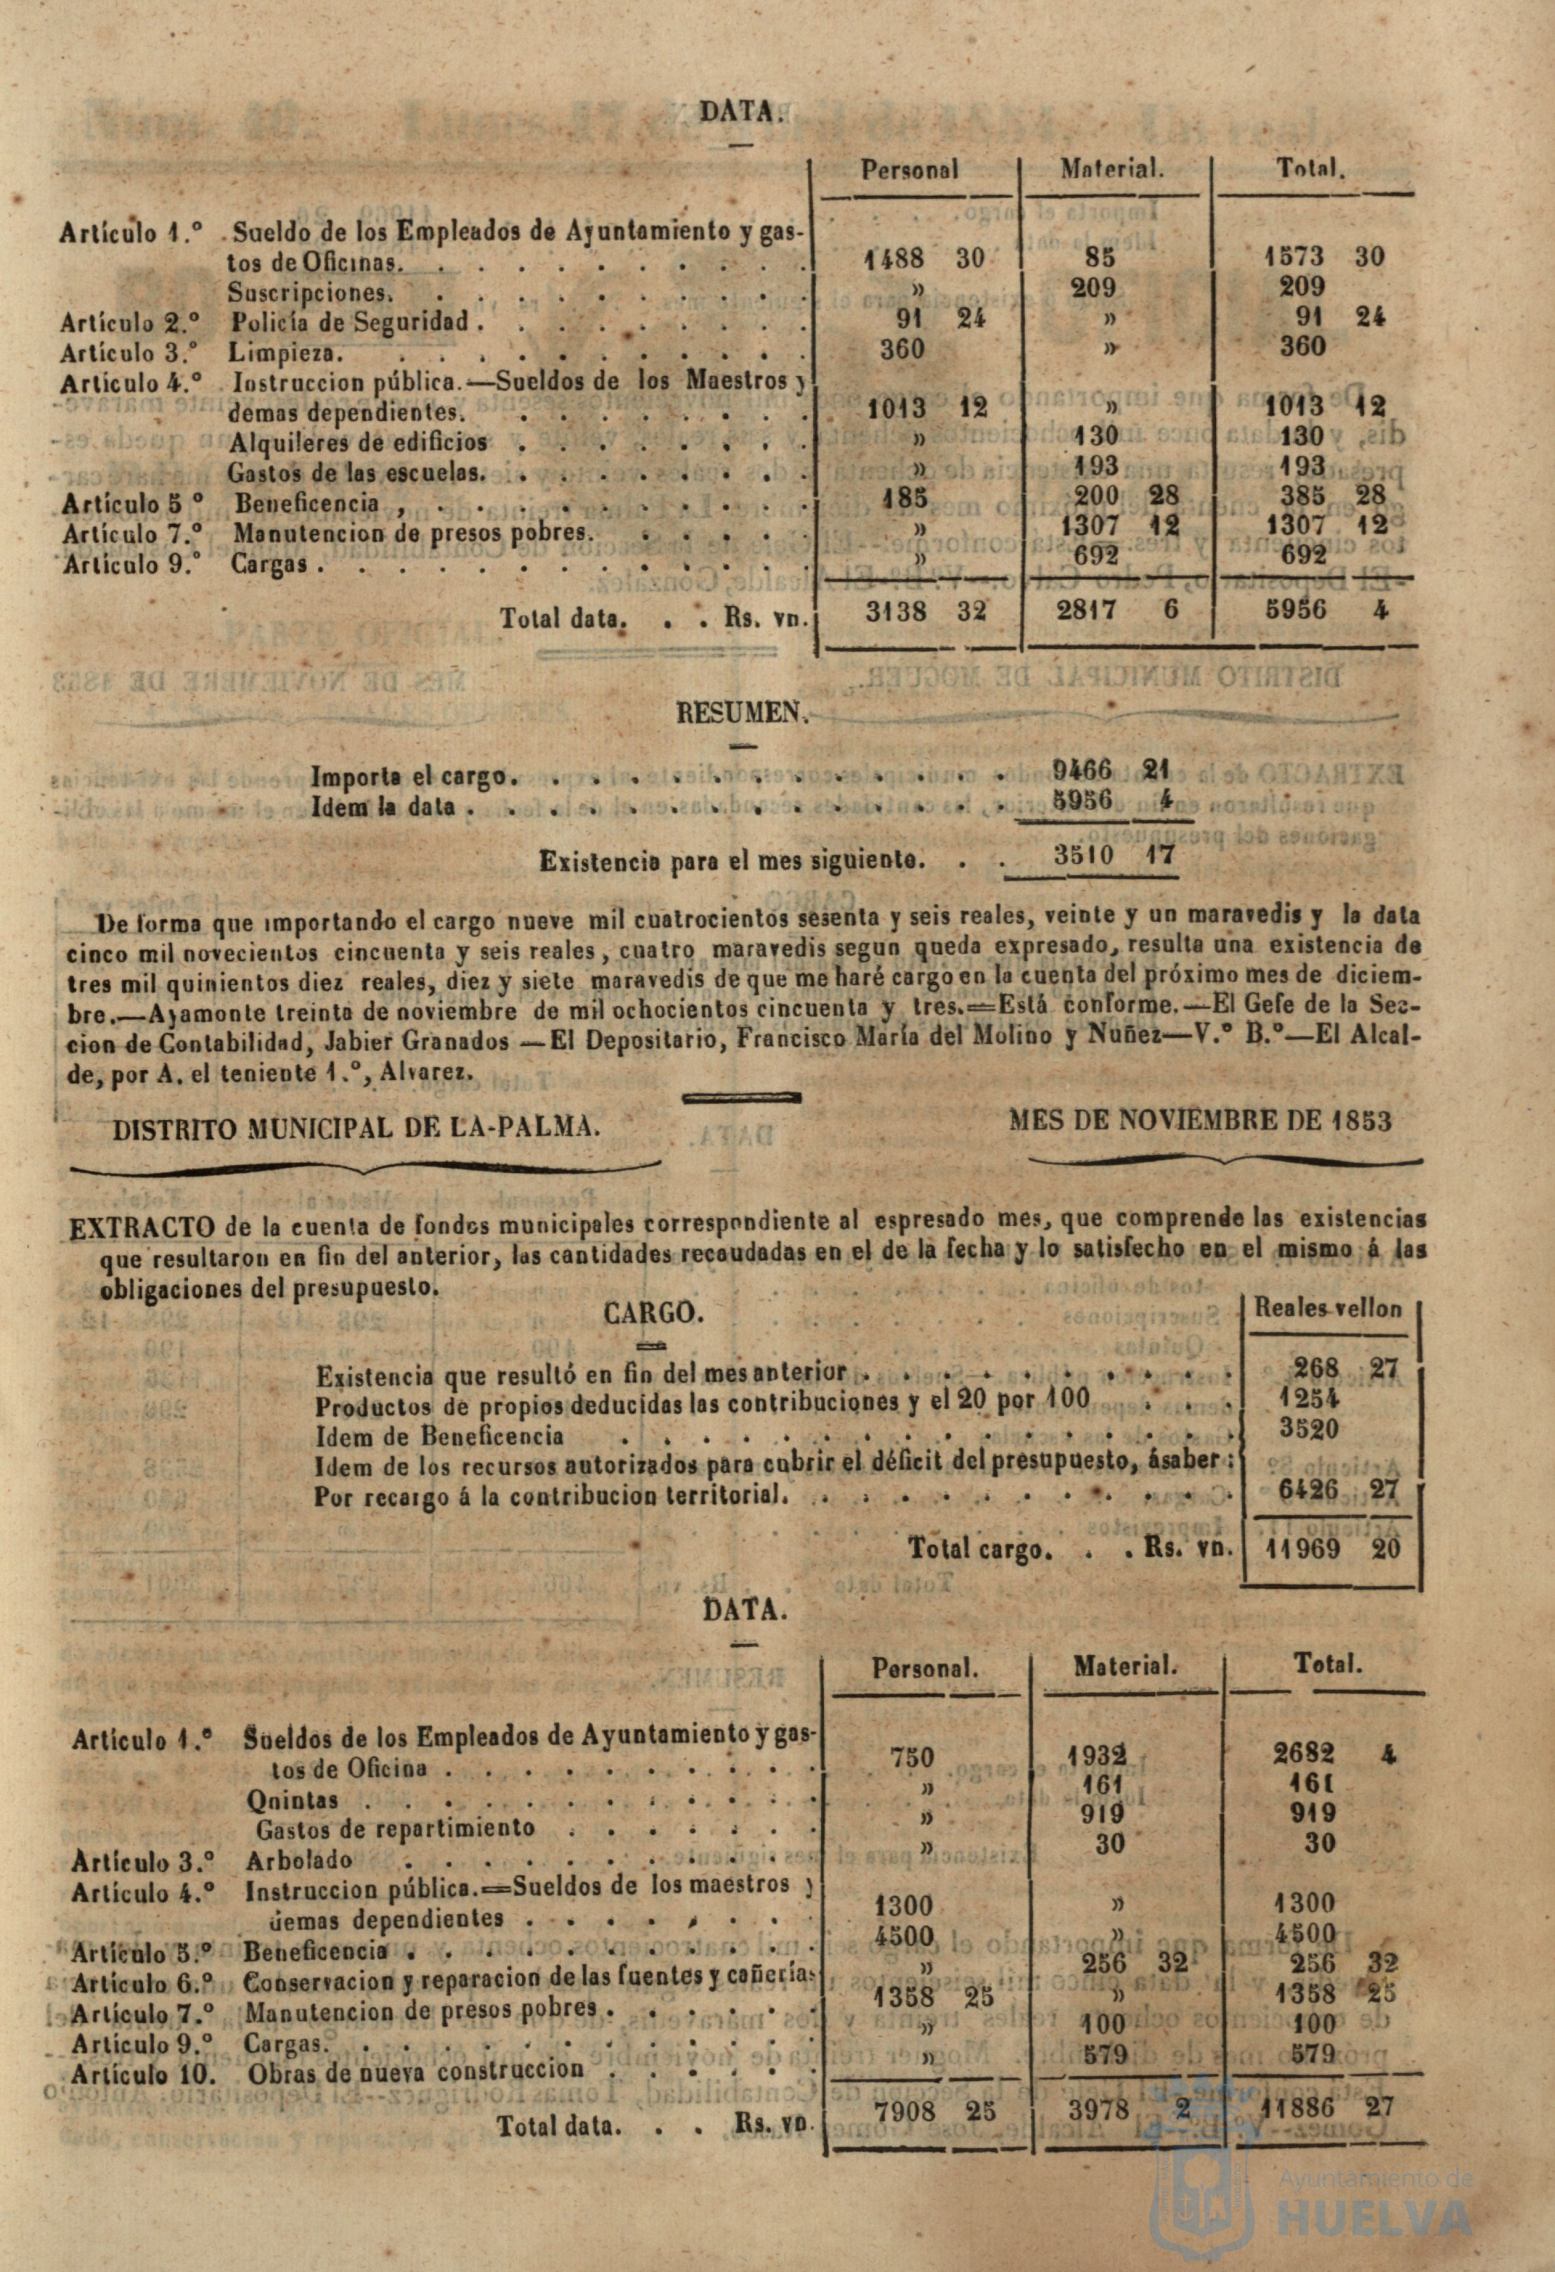 DATA.
Personal Material. Total.
Artículo 1.º Sueldo de los Empleados de Ayuntamiento y gas-
tos de Oficinas. 1488 30 85 1573 30
Suscripciones. » 209 209
Artículo 2.º Policía de Seguridad. 91 24 » 91 24
Artículo 3.º Limpieza. 360 » 360
Artículo 4.º Instruccion pública.—Sueldos de los Maestros y
demas dependientes. 1013 12 » 1013 12
Alquileres de edificios » 130 130
Gastos de las escuelas. » 193 193
Artículo 5 º Beneficencia , 185 200 28 385 28
Artículo 7.º Manutencion de presos pobres. » 1307 12 1307 12
Artículo 9.º Cargas. » 692 692
Total data. . . Rs. vn. 3138 32 2817 6 5956 4
RESUMEN.
Importa el cargo. 9466 21
Idem la data. 5956 4
Existencia para el mes siguiente. . . 3510 17
De forma que importando el cargo nueve mil cuatrocientos sesenta y seis reales, veinte y un maravedis y la data
cinco mil novecientos cincuenta y seis reales, cuatro maravedis segun queda expresado, resulta una existencia de
tres mil quinientos diez reales, diez y siete maravedis de que me haré cargo en la cuenta del próximo mes de diciem-
bre.—Ayamonte treinta de noviembre de mil ochocientos cincuenta y tres.=Está conforme.—El Gefe de la Sec-
cion de Contabilidad, Jabier Granados—El Depositario, Francisco María del Molino y Nuñez—V.º B.º—El Alcal-
de, por A. el teniente 1.º, Alvarez.
DISTRITO MUNICIPAL DE LA-PALMA. MES DE NOVIEMBRE DE 1853
EXTRACTO de la cuenta de fondos municipales correspondiente al espresado mes, que comprende las existencias
que resultaron en fin del anterior, las cantidades recaudadas en el de la fecha y lo satisfecho en el mismo á las
obligaciones del presupuesto.
CARGO. Reales vellon
Existencia que resultó en fin del mes anterior 268 27
Productos de propios deducidas las contribuciones y el 20 por 100 1254
Idem de Beneficencia 3520
Idem de los recursos autorizados para cubrir el déficit del presupuesto, ásaber:
Por recargo á la contribucion territorial. 6426 27
Total cargo. . . Rs. vn. 11969 20
DATA.
Personal. Material. Total.
Artículo 1.º Sueldos de los Empleados de Ayuntamiento y gas-
tos de Oficina. 750 1932 2682 4
Quintas » 161 161
Gastos de repartimiento » 919 919
Artículo 3.º Arbolado » 30 30
Artículo 4.º Instruccion pública.=Sueldos de los maestros y
demas dependientes 1300 » 1300
Artículo 5.º Beneficencia 4500 » 4500
Artículo 6.º Conservacion y reparacion de las fuentes y cañerías » 256 32 256 32
Artículo 7.º Manutencion de presos pobres. 1358 25 » 1358 25
Artículo 9.º Cargas. » 100 100
Artículo 10. Obras de nueva construccion » 579 579
Total data. . . Rs. vn. 7908 25 3978 2 11886 27
Ayuntamiento de
HUELVA